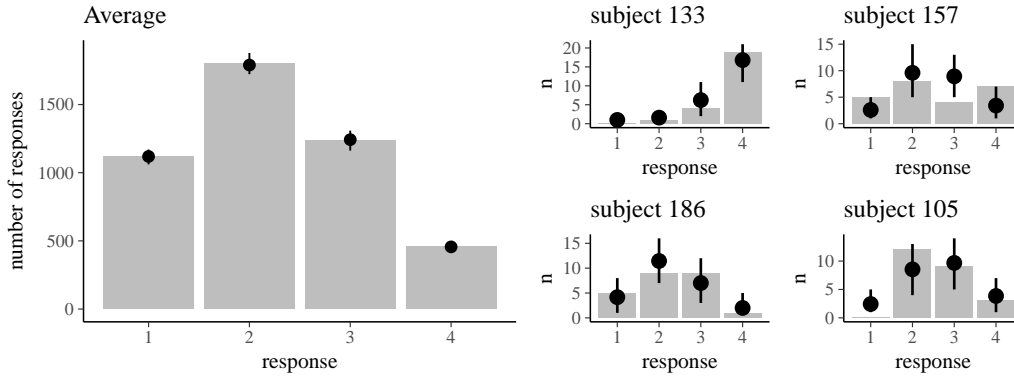 Average
number of responses
1500
1000
500
0
1 2 3 4
response
subject 133
n
20
15
10
5
0
1 2 3 4
response
subject 157
n
15
10
5
0
1 2 3 4
response
subject 186
n
15
10
5
0
1 2 3 4
response
subject 105
n
10
5
0
1 2 3 4
response